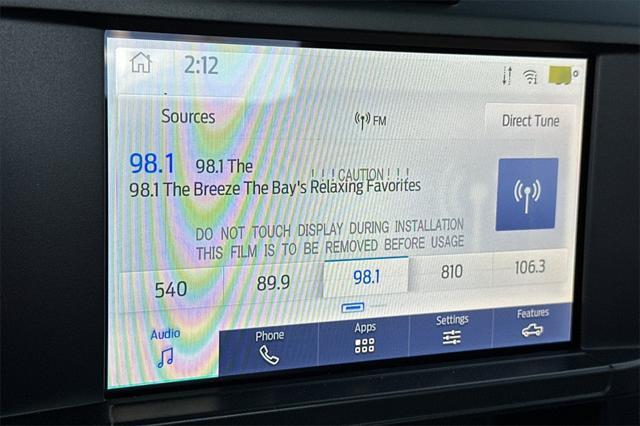 2:12
Sources
FM
Direct Tune
98.1 98.1 The
! ! ! CAUTION ! ! !
98.1 The Breeze The Bay's Relaxing Favorites
DO NOT TOUCH DISPLAY DURING INSTALLATION
THIS FILM IS TO BE REMOVED BEFORE USAGE
540 89.9 98.1 810 106.3
Audio Phone Apps Settings Features